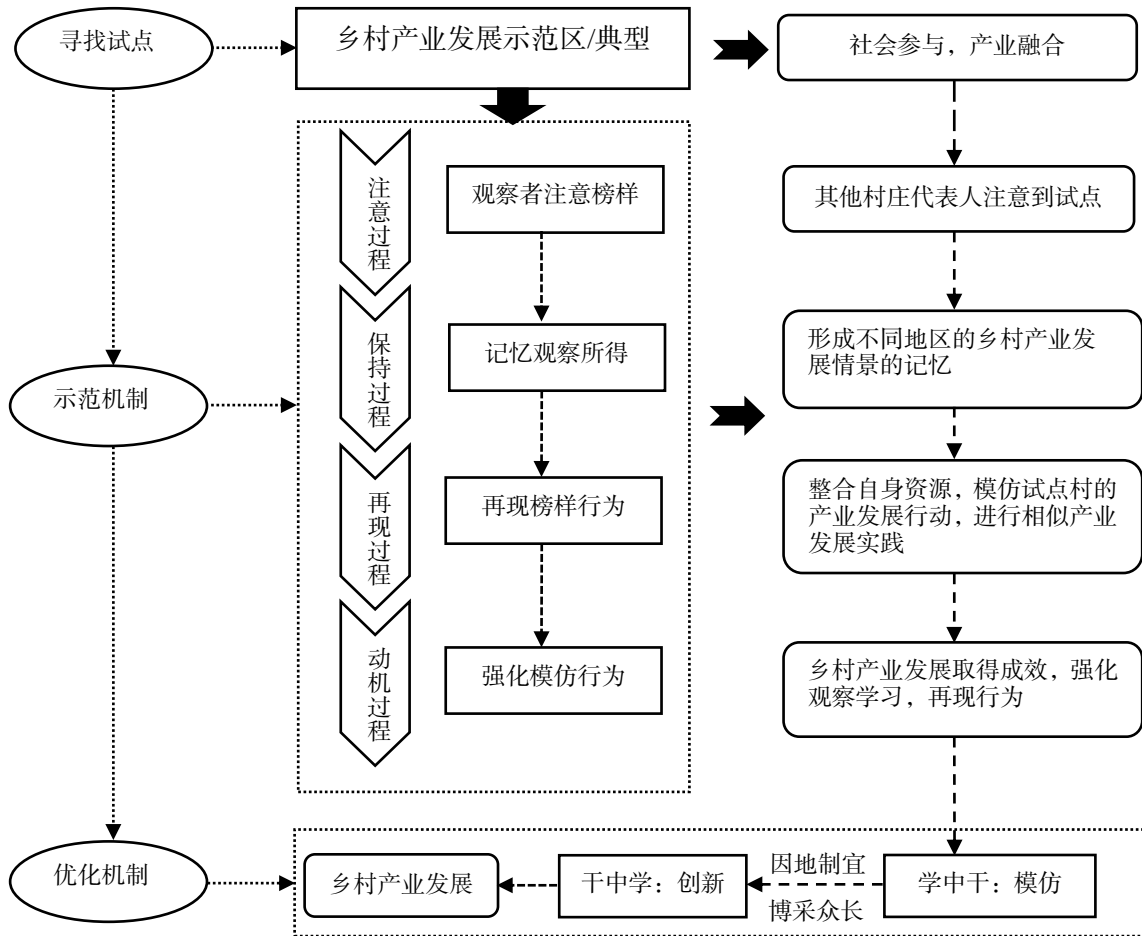 寻找试点
乡村产业发展示范区/典型
社会参与，产业融合
注意过程
观察者注意榜样
其他村庄代表人注意到试点
保持过程
记忆观察所得
形成不同地区的乡村产业发
展情景的记忆
示范机制
再现过程
再现榜样行为
整合自身资源，模仿试点村的
产业发展行动，进行相似产业
发展实践
动机过程
强化模仿行为
乡村产业发展取得成效，强化
观察学习，再现行为
优化机制
乡村产业发展
干中学：创新
因地制宜
博采众长
学中干：模仿